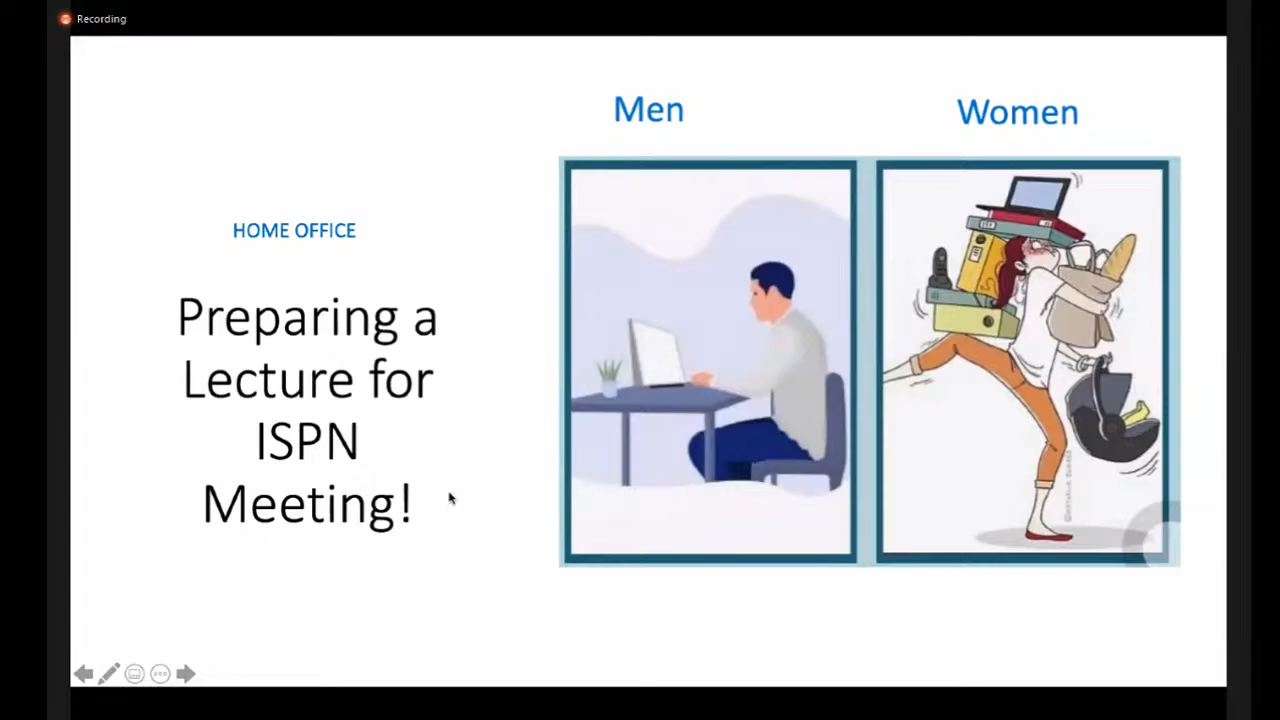 Recording
Men
Women
HOME OFFICE
Preparing a
Lecture for
ISPN
Meeting!